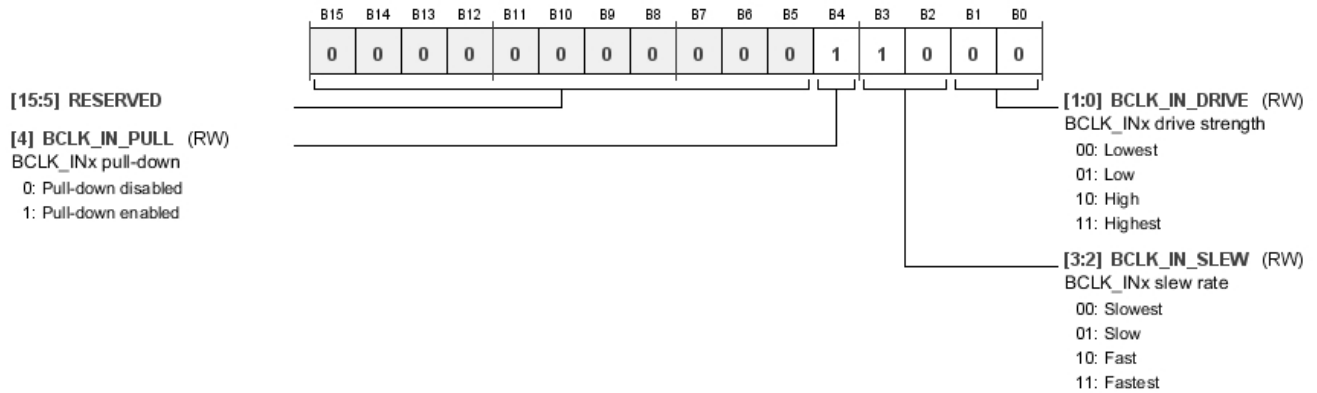 B15 B14 B13 B12 B11 B10 B9 B8 B7 B6 B5 B4 B3 B2 B1 B0
0 0 0 0 0 0 0 0 0 0 0 1 1 0 0 0
[15:5] RESERVED
[4] BCLK_IN_PULL (RW)
BCLK_INx pull-down
0: Pull-down disabled
1: Pull-down enabled
[1:0] BCLK_IN_DRIVE (RW)
BCLK_INx drive strength
00: Lowest
01: Low
10: High
11: Highest
[3:2] BCLK_IN_SLEW (RW)
BCLK_INx slew rate
00: Slowest
01: Slow
10: Fast
11: Fastest